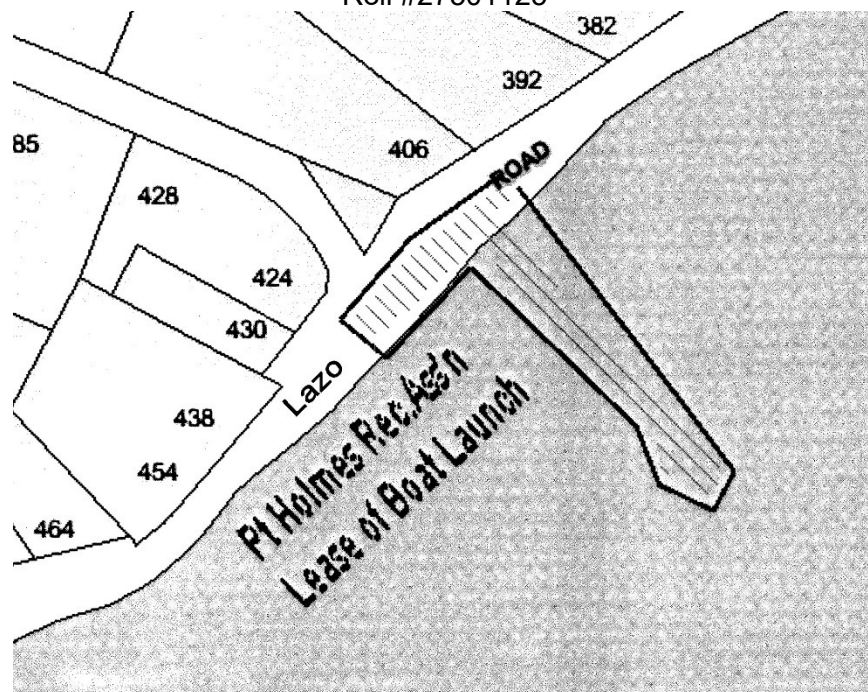 382
392
85
406
ROAD
428
424
430
Lazo
438
454
464
Pt Holmes Rec. Ass'n
Lease of Boat Launch